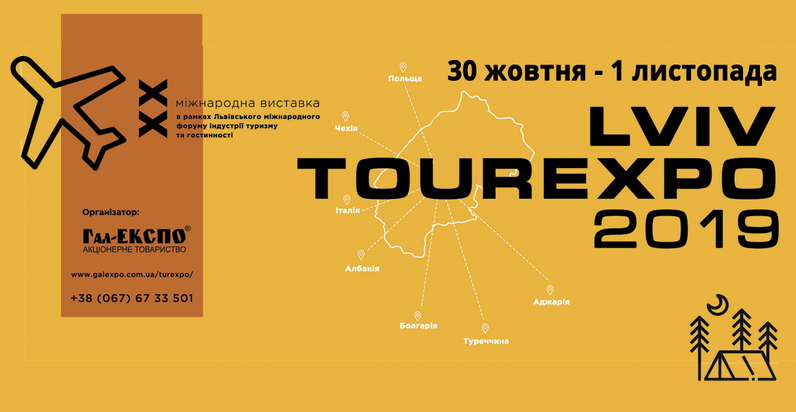 30 жовтня - 1 листопада
LVIV
TOUREXPO
2019
XX
міжнародна виставка
в рамках Львівського міжнародного
форуму індустрії туризму
та гостинності
Організатор:
Гал-ЕКСПО®
АКЦІОНЕРНЕ ТОВАРИСТВО
www.galexpo.com.ua/turexpo/
+38 (067) 67 33 501
Польща
Чехія
Італія
Албанія
Болгарія
Туреччина
Аджарія